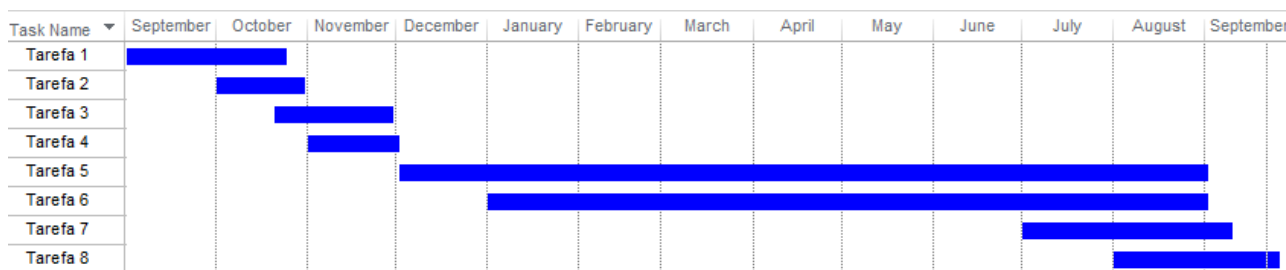 Task Name September October November December January February March April May June July August September
Tarefa 1
Tarefa 2
Tarefa 3
Tarefa 4
Tarefa 5
Tarefa 6
Tarefa 7
Tarefa 8